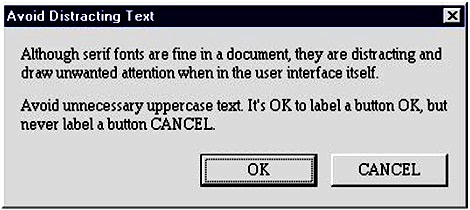 Avoid Distracting Text
Although serif fonts are fine in a document, they are distracting and
draw unwanted attention when in the user interface itself.
Avoid unnecessary uppercase text. It's OK to label a button OK, but
never label a button CANCEL.
OK
CANCEL